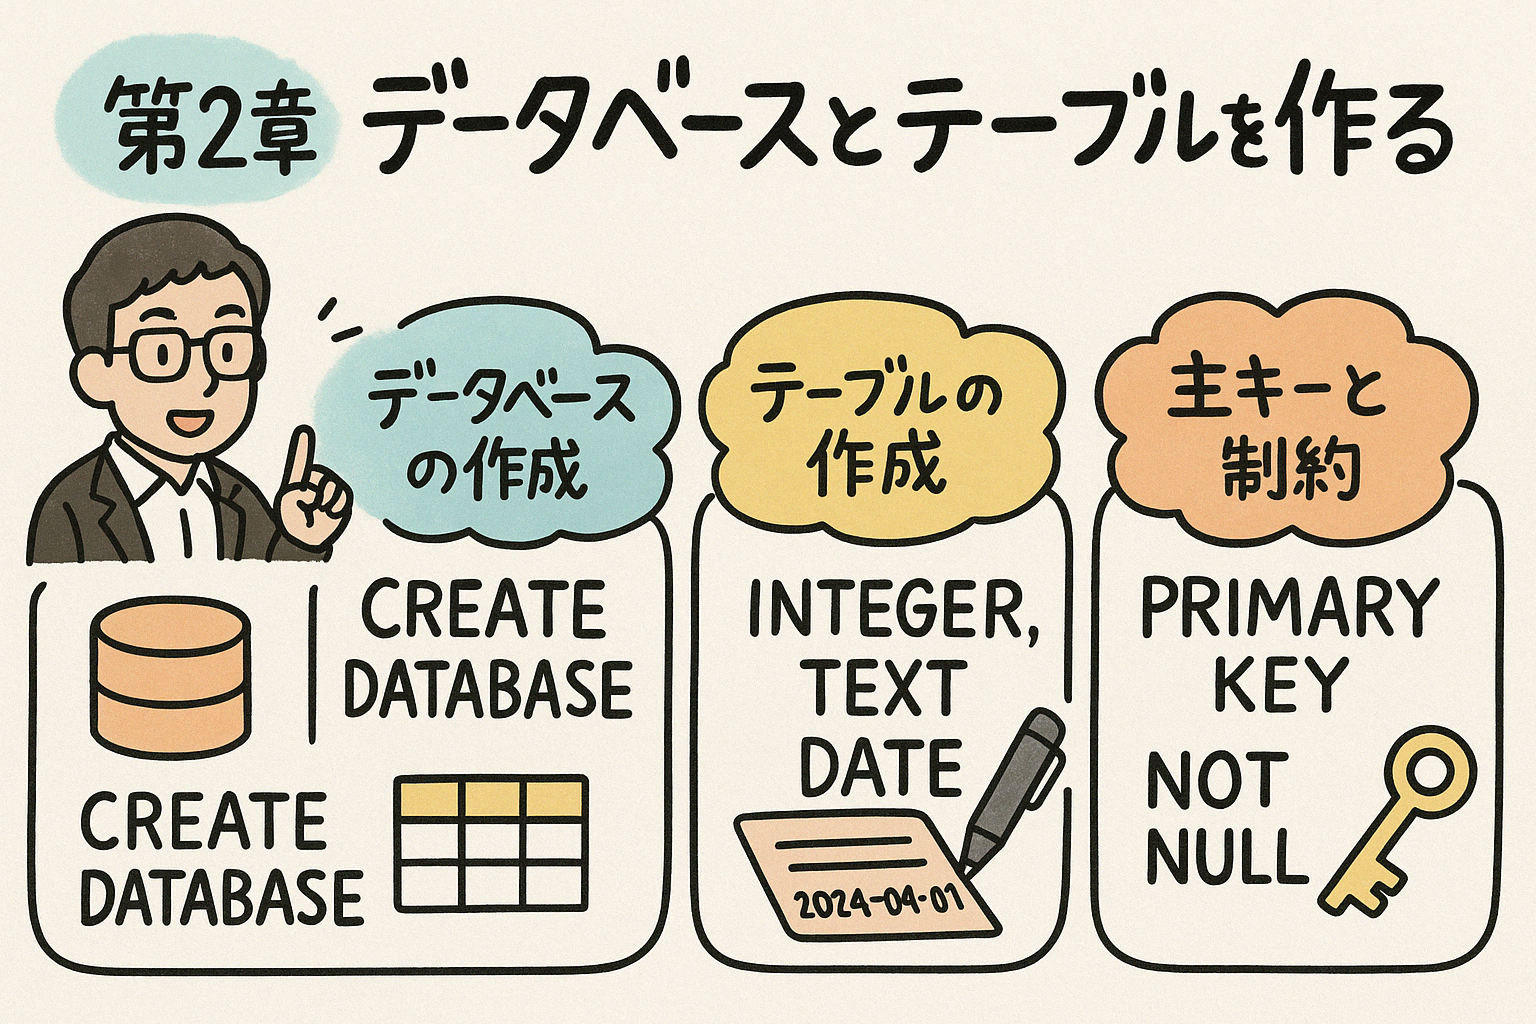 第2章 データベースとテーブルを作る
データベース
の作成
CREATE
DATABASE
CREATE
DATABASE
テーブルの
作成
INTEGER,
TEXT
DATE
2024-04-01
主キーと
制約
PRIMARY
KEY
NOT
NULL